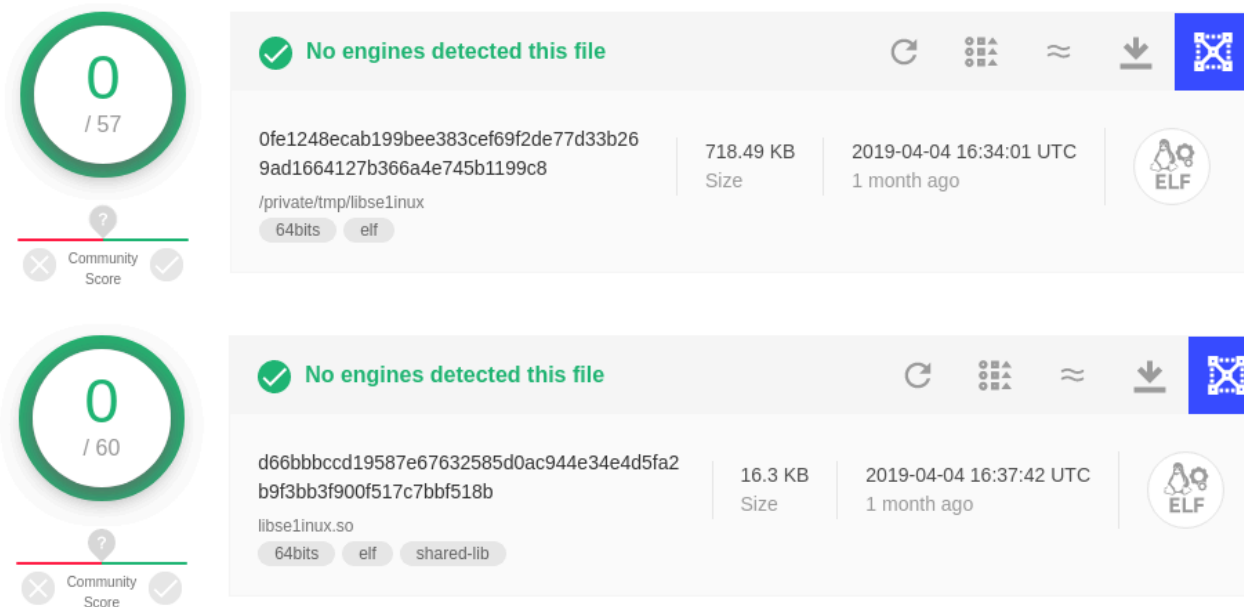 0
/ 57
?
Community
Score
No engines detected this file
0fe1248ecab199bee383cef69f2de77d33b26
9ad1664127b366a4e745b1199c8
/private/tmp/libse1inux
64bits elf
718.49 KB
Size
2019-04-04 16:34:01 UTC
1 month ago
ELF
0
/ 60
?
Community
Score
No engines detected this file
d66bbbccd19587e67632585d0ac944e34e4d5fa2
b9f3bb3f900f517c7bbf518b
libse1inux.so
64bits elf shared-lib
16.3 KB
Size
2019-04-04 16:37:42 UTC
1 month ago
ELF